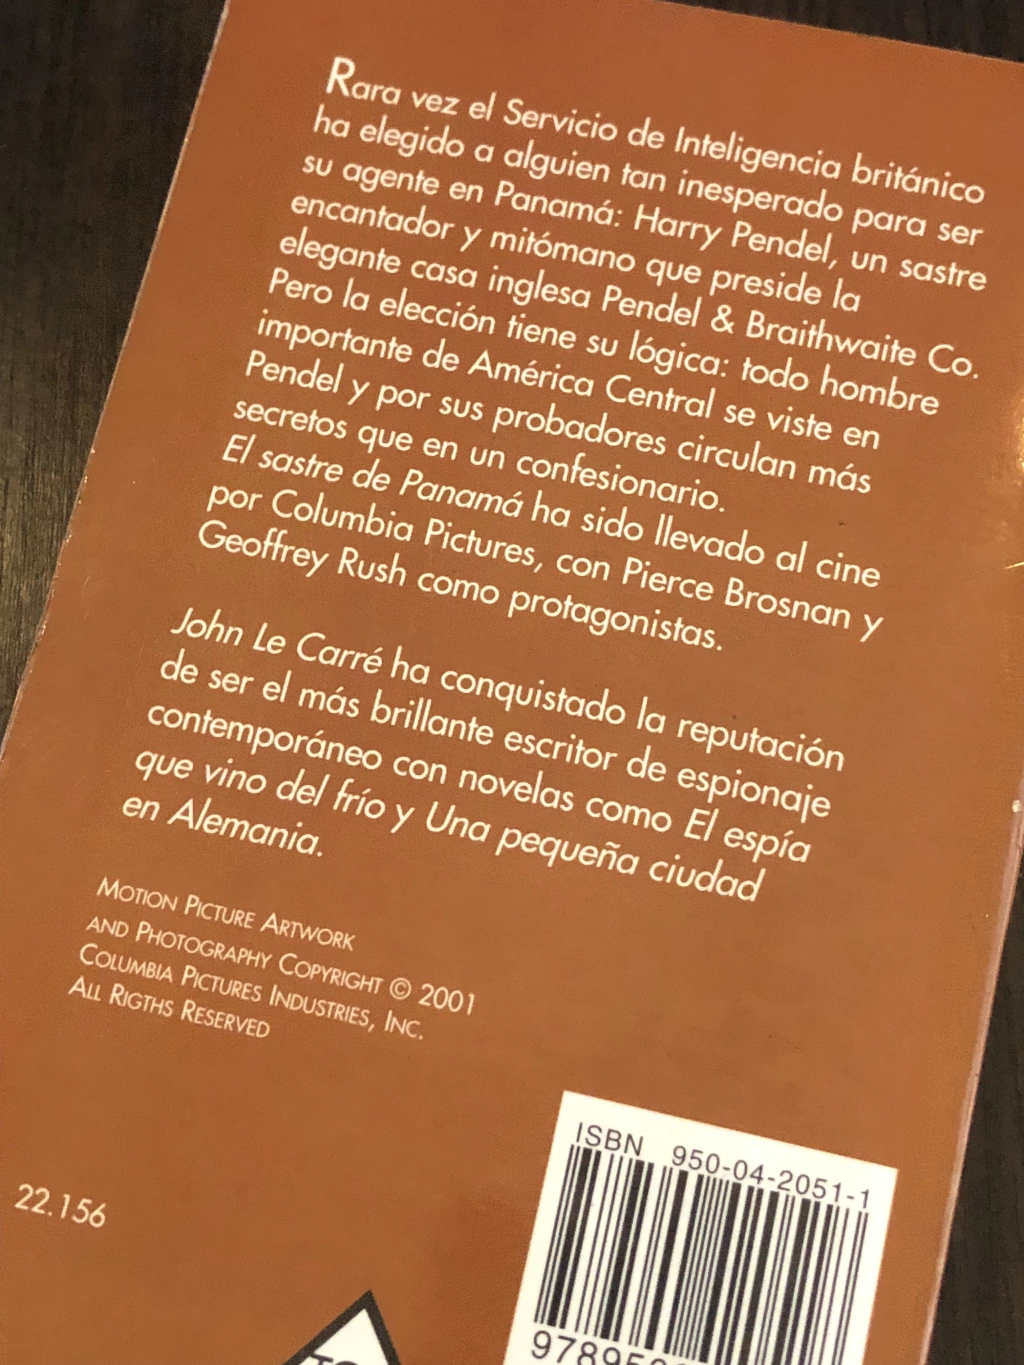 Rara vez el Servicio de Inteligencia británico
ha elegido a alguien tan inesperado para ser
su agente en Panamá: Harry Pendel, un sastre
encantador y mitómano que preside la
elegante casa inglesa Pendel & Braithwaite Co.
Pero la elección tiene su lógica: todo hombre
importante de América Central se viste en
Pendel y por sus probadores circulan más
secretos que en un confesionario.
El sastre de Panamá ha sido llevado al cine
por Columbia Pictures, con Pierce Brosnan y
Geoffrey Rush como protagonistas.
John Le Carré ha conquistado la reputación
de ser el más brillante escritor de espionaje
contemporáneo con novelas como El espía
que vino del frío y Una pequeña ciudad
en Alemania.
MOTION PICTURE ARTWORK
AND PHOTOGRAPHY COPYRIGHT © 2001
COLUMBIA PICTURES INDUSTRIES, INC.
ALL RIGTHS RESERVED
ISBN 950-04-2051-1
22.156